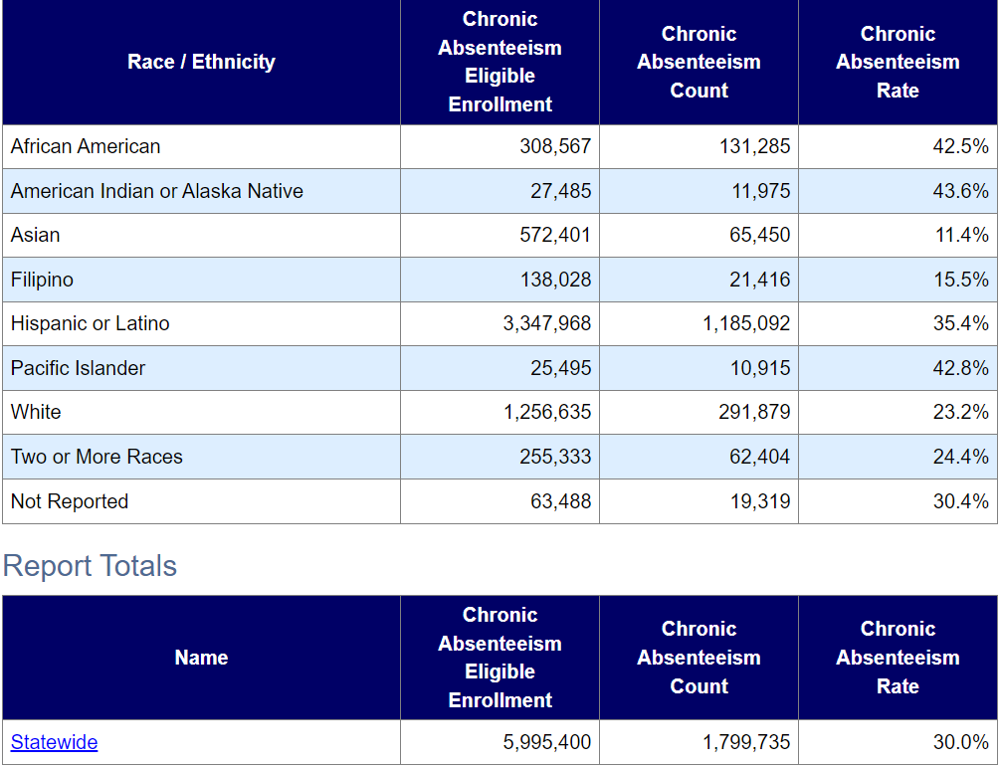 Race / Ethnicity Chronic Absenteeism Eligible Enrollment Chronic Absenteeism Count Chronic Absenteeism Rate
African American 308,567 131,285 42.5%
American Indian or Alaska Native 27,485 11,975 43.6%
Asian 572,401 65,450 11.4%
Filipino 138,028 21,416 15.5%
Hispanic or Latino 3,347,968 1,185,092 35.4%
Pacific Islander 25,495 10,915 42.8%
White 1,256,635 291,879 23.2%
Two or More Races 255,333 62,404 24.4%
Not Reported 63,488 19,319 30.4%
Report Totals
Name Chronic Absenteeism Eligible Enrollment Chronic Absenteeism Count Chronic Absenteeism Rate
Statewide 5,995,400 1,799,735 30.0%